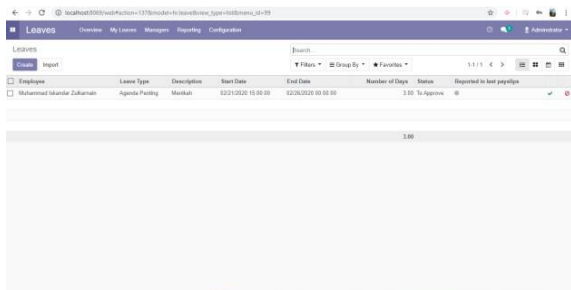 localhost:8069/web#action=137&model=hr.leave&view_type=list&menu_id=99
Leaves Overview My Leaves Managers Reporting Configuration Administrator
Leaves Search...
Create Import Filters Group By Favorites 1-1 / 1
Employee Leave Type Description Start Date End Date Number of Days Status Reported in last payslips
Muhammad Iskandar Zulkarnain Agenda Penting Menikah 02/21/2020 15:00:00 02/26/2020 00:00:00 3.00 To Approve
3.00